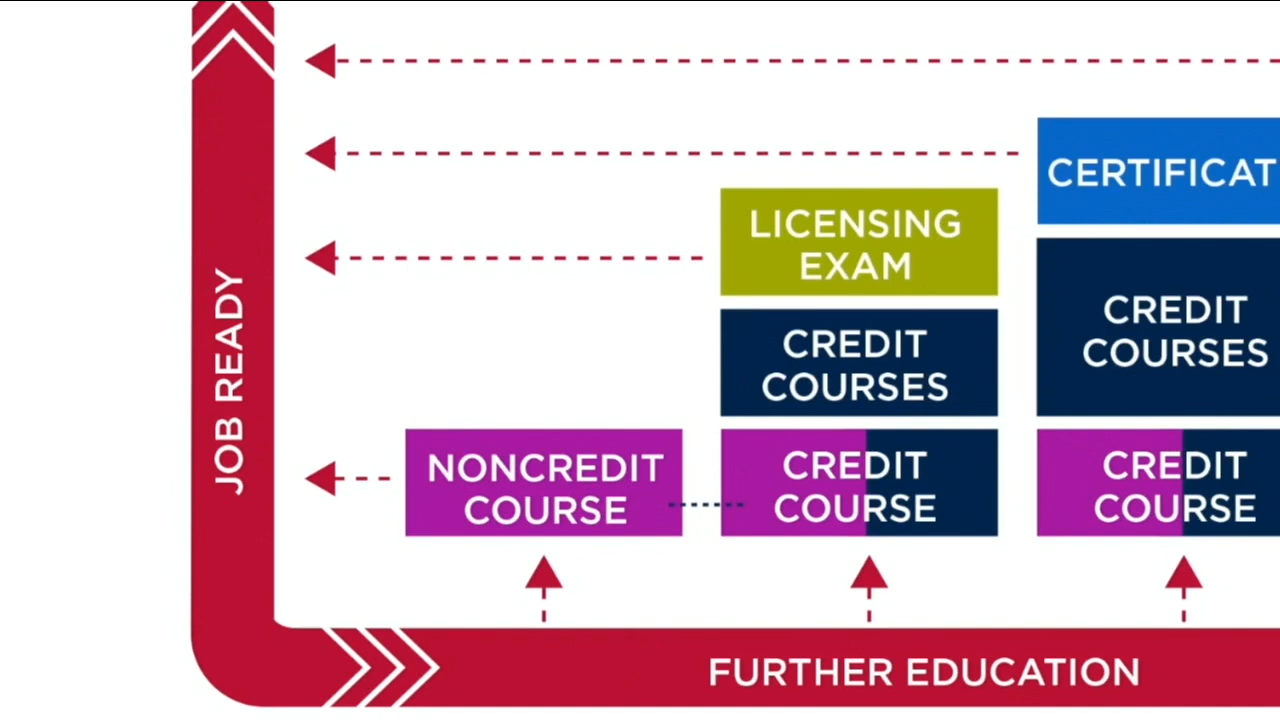 CERTIFICAT
LICENSING
EXAM
CREDIT
COURSES
CREDIT
COURSES
JOB READY
NONCREDIT
COURSE
CREDIT
COURSE
CREDIT
COURSE
FURTHER EDUCATION